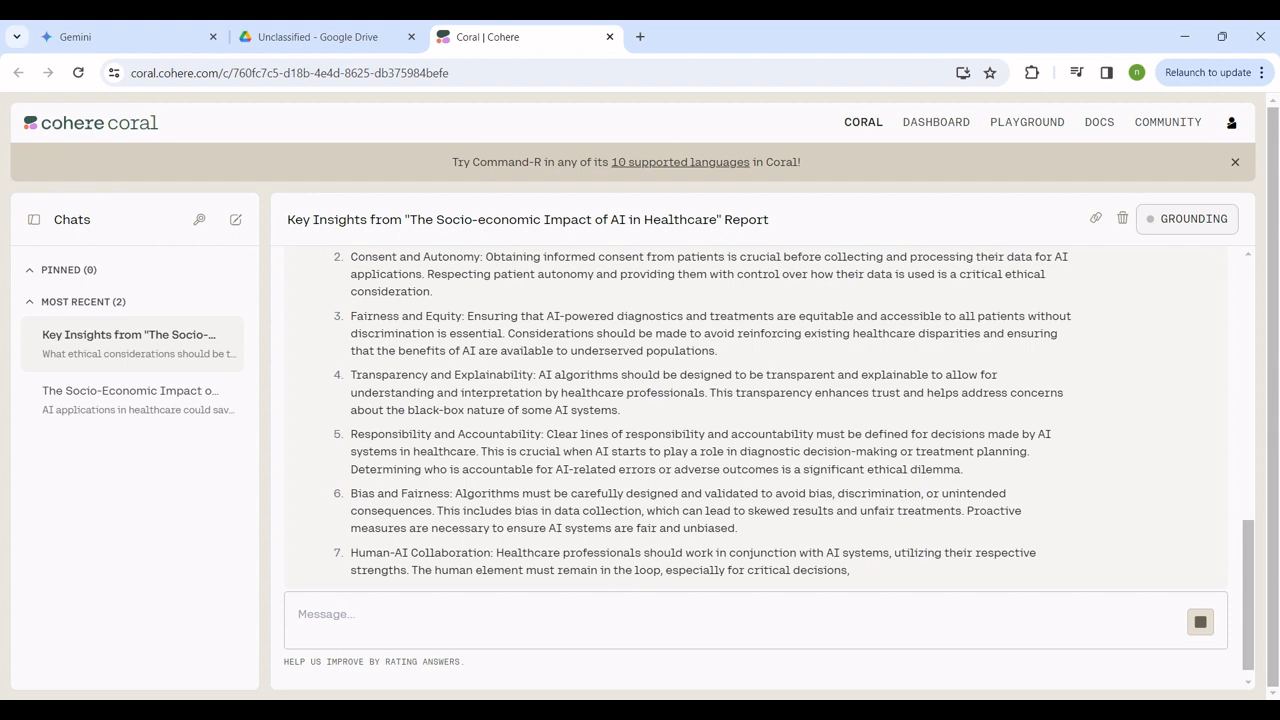 Gemini
Unclassified - Google Drive
Coral | Cohere
coral.cohere.com/c/760fc7c5-d18b-4e4d-8625-db375984befe
n
Relaunch to update
cohere coral
CORAL
DASHBOARD
PLAYGROUND
DOCS
COMMUNITY
Try Command-R in any of its 10 supported languages in Coral!
Chats
Key Insights from "The Socio-economic Impact of AI in Healthcare" Report
GROUNDING
PINNED (0)
MOST RECENT (2)
Key Insights from "The Socio-...
What ethical considerations should be t...
The Socio-Economic Impact o...
AI applications in healthcare could sav...
2. Consent and Autonomy: Obtaining informed consent from patients is crucial before collecting and processing their data for AI
applications. Respecting patient autonomy and providing them with control over how their data is used is a critical ethical
consideration.
3. Fairness and Equity: Ensuring that AI-powered diagnostics and treatments are equitable and accessible to all patients without
discrimination is essential. Considerations should be made to avoid reinforcing existing healthcare disparities and ensuring
that the benefits of AI are available to underserved populations.
4. Transparency and Explainability: AI algorithms should be designed to be transparent and explainable to allow for
understanding and interpretation by healthcare professionals. This transparency enhances trust and helps address concerns
about the black-box nature of some AI systems.
5. Responsibility and Accountability: Clear lines of responsibility and accountability must be defined for decisions made by AI
systems in healthcare. This is crucial when AI starts to play a role in diagnostic decision-making or treatment planning.
Determining who is accountable for AI-related errors or adverse outcomes is a significant ethical dilemma.
6. Bias and Fairness: Algorithms must be carefully designed and validated to avoid bias, discrimination, or unintended
consequences. This includes bias in data collection, which can lead to skewed results and unfair treatments. Proactive
measures are necessary to ensure AI systems are fair and unbiased.
7. Human-AI Collaboration: Healthcare professionals should work in conjunction with AI systems, utilizing their respective
strengths. The human element must remain in the loop, especially for critical decisions,
Message...
HELP US IMPROVE BY RATING ANSWERS.